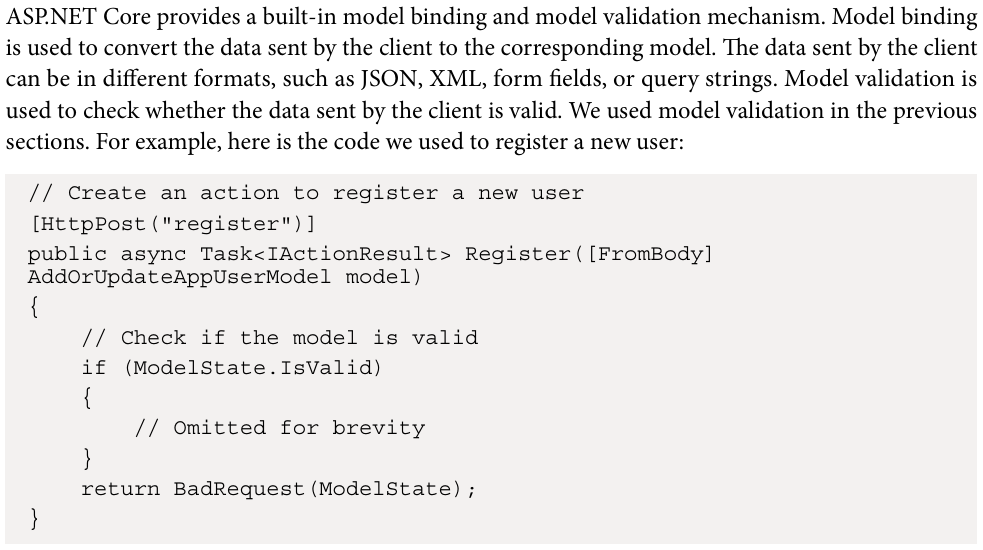 ASP.NET Core provides a built-in model binding and model validation mechanism. Model binding
is used to convert the data sent by the client to the corresponding model. The data sent by the client
can be in different formats, such as JSON, XML, form fields, or query strings. Model validation is
used to check whether the data sent by the client is valid. We used model validation in the previous
sections. For example, here is the code we used to register a new user:
// Create an action to register a new user
[HttpPost("register")]
public async Task<IActionResult> Register([FromBody]
AddOrUpdateAppUserModel model)
{
    // Check if the model is valid
    if (ModelState.IsValid)
    {
        // Omitted for brevity
    }
    return BadRequest(ModelState);
}